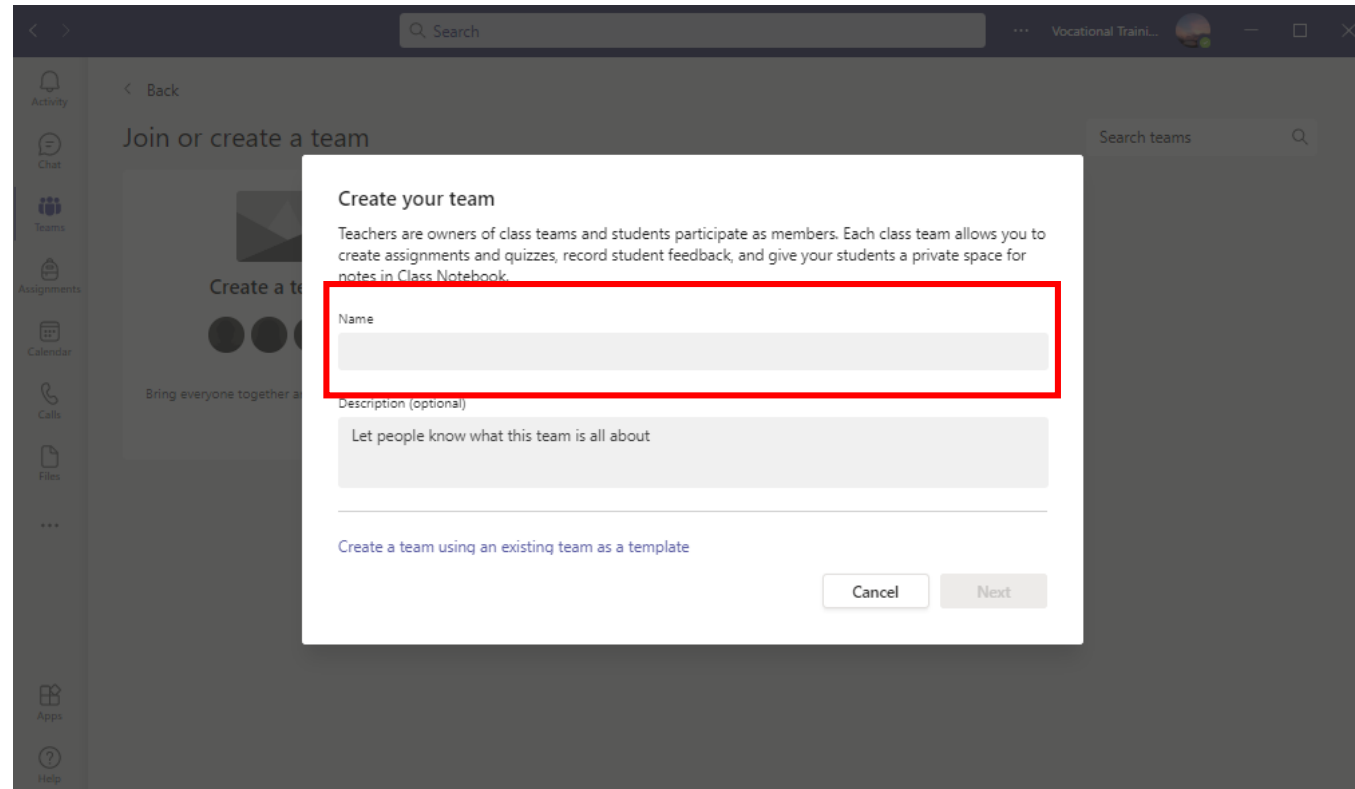 Search
Vocational Traini...
Activity
Back
Chat
Join or create a team
Search teams
Teams
Create your team
Teachers are owners of class teams and students participate as members. Each class team allows you to
create assignments and quizzes, record student feedback, and give your students a private space for
notes in Class Notebook.
Assignments
Create a te
Name
Calendar
Bring everyone together a
Calls
Description (optional)
Let people know what this team is all about
Files
Create a team using an existing team as a template
Cancel
Next
Apps
Help